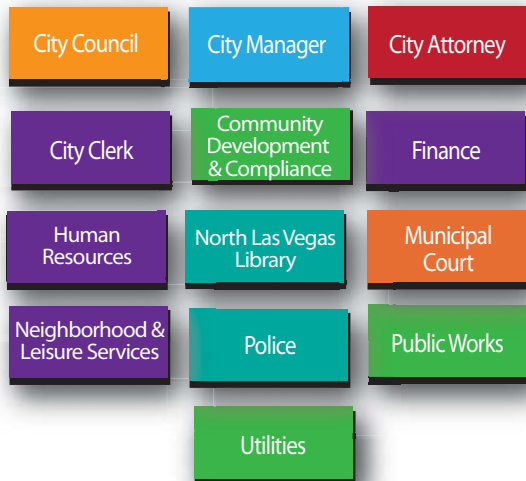 City Council
City Manager
City Attorney
City Clerk
Community
Development
& Compliance
Finance
Human
Resources
North Las Vegas
Library
Municipal
Court
Neighborhood &
Leisure Services
Police
Public Works
Utilities